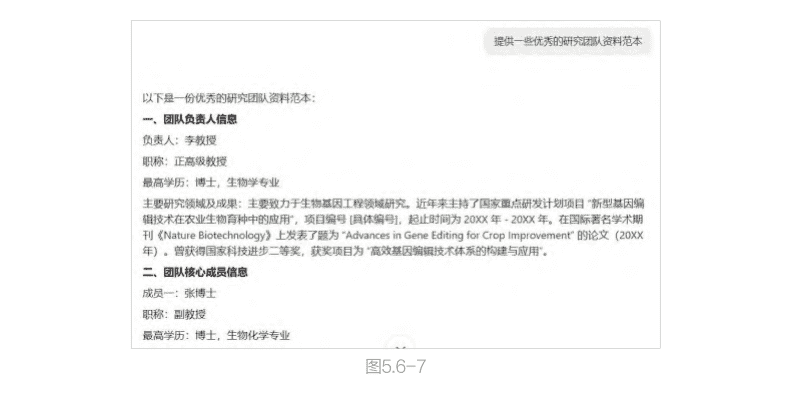 提供一些优秀的研究团队资料范本
以下是一份优秀的研究团队资料范本：
一、团队负责人信息
负责人：李教授
职称：正高级教授
最高学历：博士，生物学专业
主要研究领域及成果：主要致力于生物基因工程领域研究。近年来主持了国家重点研发计划项目“新型基因编
辑技术在农业生物育种中的应用”，项目编号 [具体编号]，起止时间为 20XX 年 - 20XX 年。在国际著名学术期
刊《Nature Biotechnology》上发表了题为“Advances in Gene Editing for Crop Improvement”的论文（20XX
年）。曾获得国家科技进步二等奖，获奖项目为“高效基因编辑技术体系的构建与应用”。
二、团队核心成员信息
成员一：张博士
职称：副教授
最高学历：博士，生物化学专业
图5.6-7